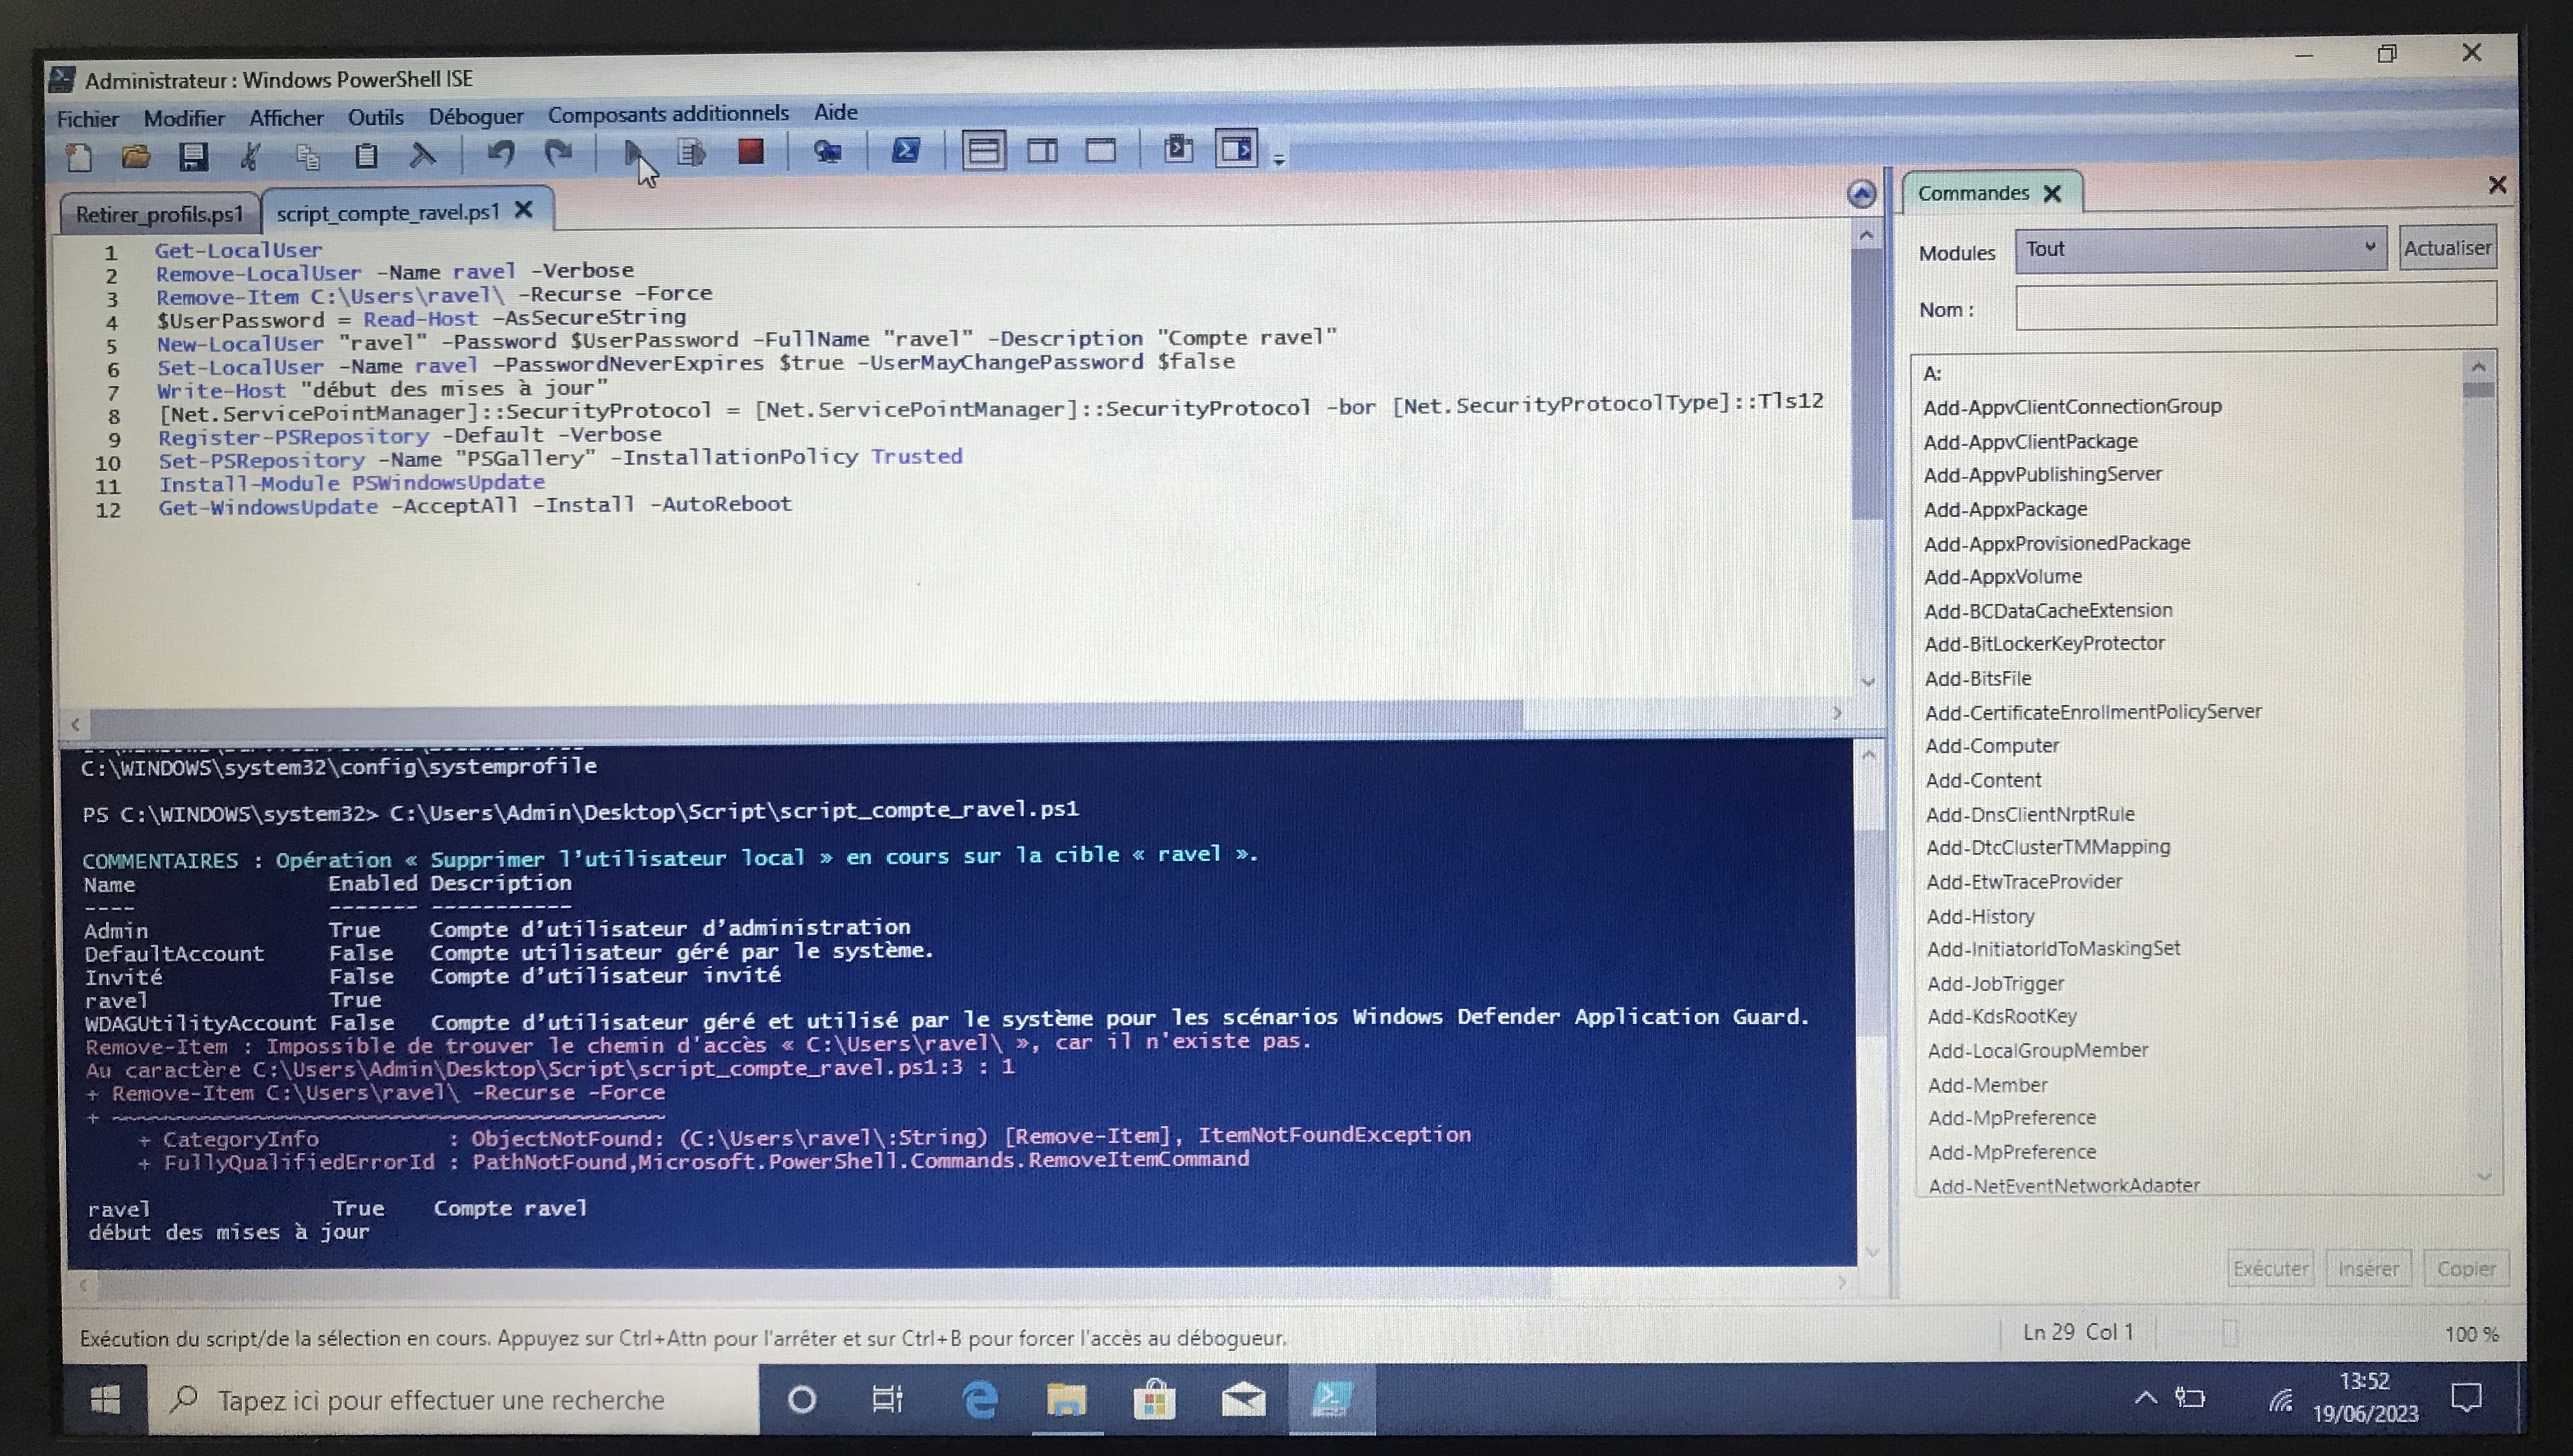 Administrateur : Windows PowerShell ISE
Fichier Modifier Afficher Outils Déboguer Composants additionnels Aide
Retirer_profils.ps1 script_compte_ravel.ps1
1 Get-LocalUser
2 Remove-LocalUser -Name ravel -Verbose
3 Remove-Item C:\Users\ravel\ -Recurse -Force
4 $UserPassword = Read-Host -AsSecureString
5 New-LocalUser "ravel" -Password $UserPassword -FullName "ravel" -Description "Compte ravel"
6 Set-LocalUser -Name ravel -PasswordNeverExpires $true -UserMayChangePassword $false
7 Write-Host "début des mises à jour"
8 [Net.ServicePointManager]::SecurityProtocol = [Net.ServicePointManager]::SecurityProtocol -bor [Net.SecurityProtocolType]::Tls12
9 Register-PSRepository -Default -Verbose
10 Set-PSRepository -Name "PSGallery" -InstallationPolicy Trusted
11 Install-Module PSWindowsUpdate
12 Get-WindowsUpdate -AcceptAll -Install -AutoReboot
C:\WINDOWS\system32\config\systemprofile
PS C:\WINDOWS\system32> C:\Users\Admin\Desktop\Script\script_compte_ravel.ps1
COMMENTAIRES : Opération « Supprimer l'utilisateur local » en cours sur la cible « ravel ».
Name Enabled Description
---- ------- -----------
Admin True Compte d'utilisateur d'administration
DefaultAccount False Compte utilisateur géré par le système.
Invité False Compte d'utilisateur invité
ravel True
WDAGUtilityAccount False Compte d'utilisateur géré et utilisé par le système pour les scénarios Windows Defender Application Guard.
Remove-Item : Impossible de trouver le chemin d'accès « C:\Users\ravel\ », car il n'existe pas.
Au caractère C:\Users\Admin\Desktop\Script\script_compte_ravel.ps1:3 : 1
+ Remove-Item C:\Users\ravel\ -Recurse -Force
+ ~~~~~~~~~~~~~~~~~~~~~~~~~~~~~~~~~~~~~~~~~~~
+ CategoryInfo : ObjectNotFound: (C:\Users\ravel\:String) [Remove-Item], ItemNotFoundException
+ FullyQualifiedErrorId : PathNotFound,Microsoft.PowerShell.Commands.RemoveItemCommand
ravel True Compte ravel
début des mises à jour
Commandes
Modules Tout Actualiser
Nom :
A:
Add-AppvClientConnectionGroup
Add-AppvClientPackage
Add-AppvPublishingServer
Add-AppxPackage
Add-AppxProvisionedPackage
Add-AppxVolume
Add-BCDataCacheExtension
Add-BitLockerKeyProtector
Add-BitsFile
Add-CertificateEnrollmentPolicyServer
Add-Computer
Add-Content
Add-DnsClientNrptRule
Add-DtcClusterTMMapping
Add-EtwTraceProvider
Add-History
Add-InitiatorIdToMaskingSet
Add-JobTrigger
Add-KdsRootKey
Add-LocalGroupMember
Add-Member
Add-MpPreference
Add-MpPreference
Add-NetEventNetworkAdapter
Exécuter Insérer Copier
Exécution du script/de la sélection en cours. Appuyez sur Ctrl+Attn pour l'arrêter et sur Ctrl+B pour forcer l'accès au débogueur.
Ln 29 Col 1 100 %
Tapez ici pour effectuer une recherche
13:52
19/06/2023